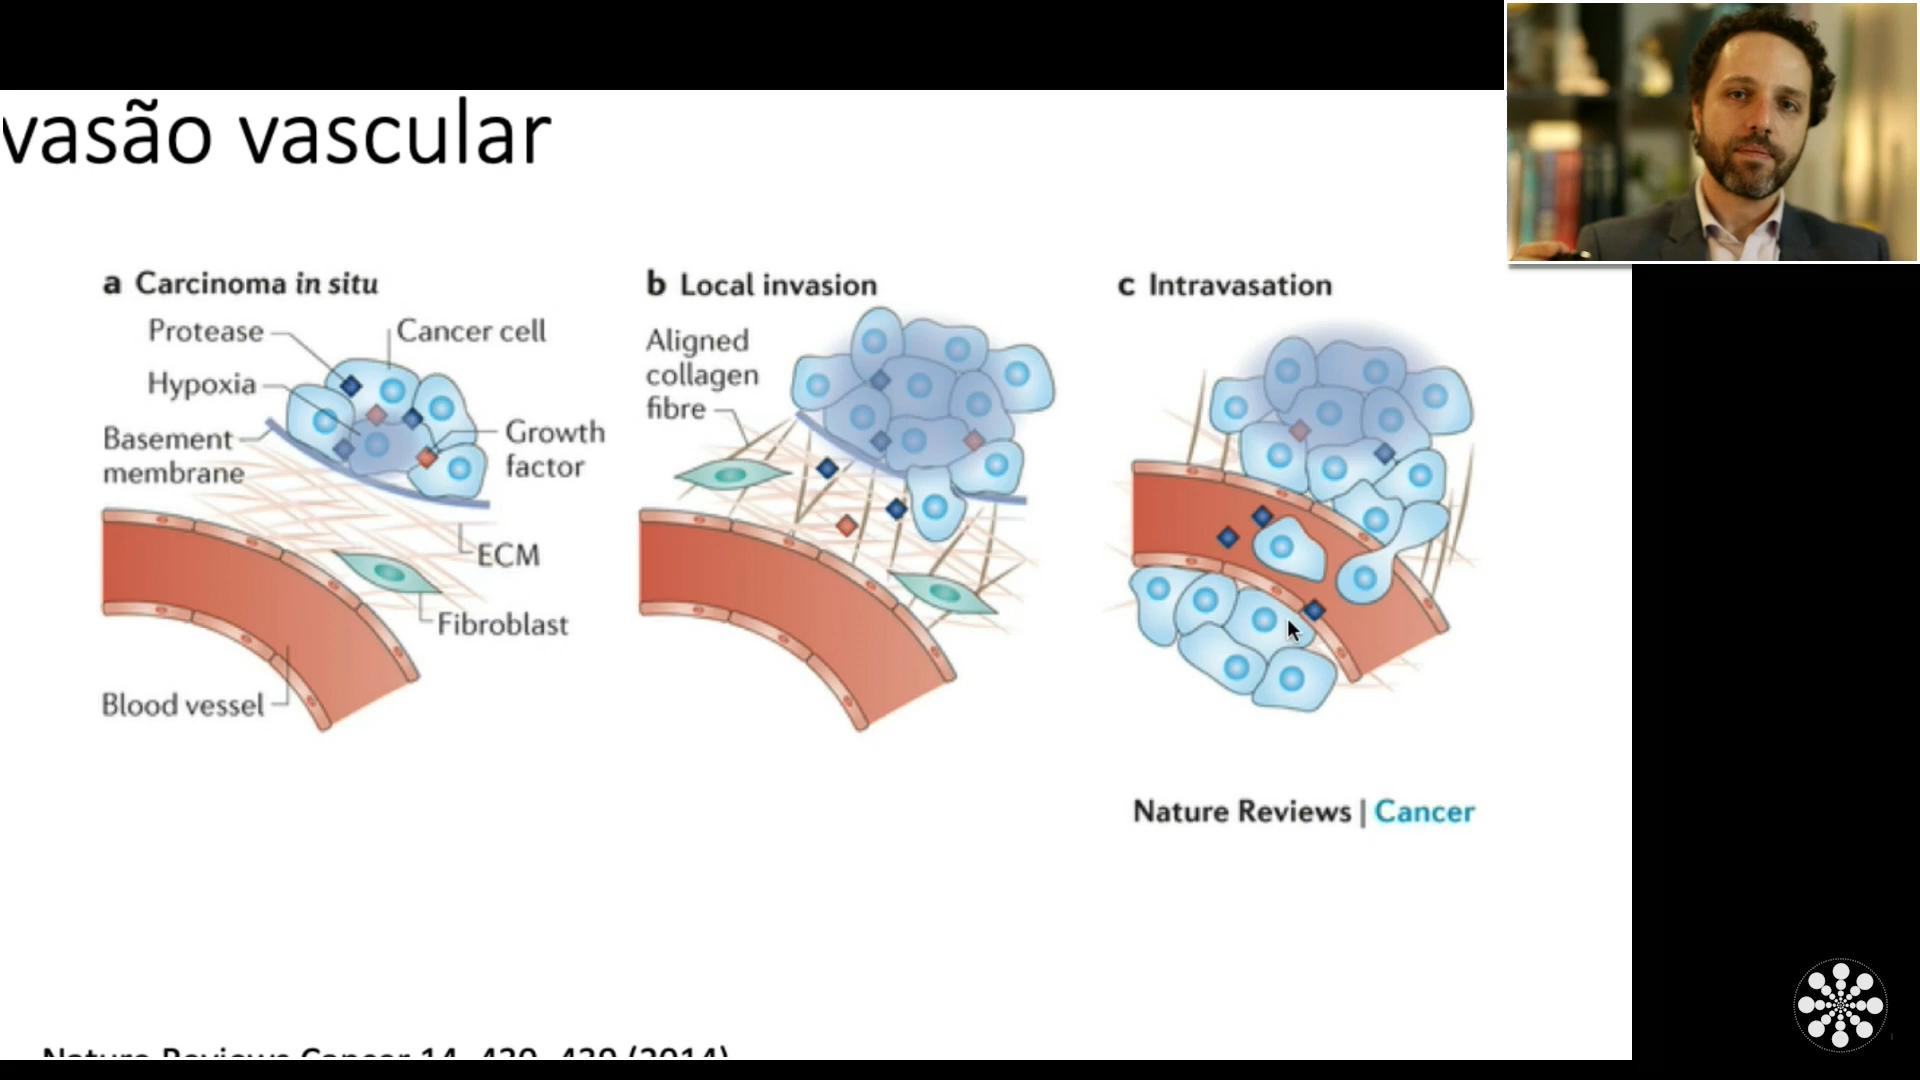 vasão vascular
a Carcinoma in situ
Protease
Cancer cell
Hypoxia
Basement
membrane
Growth
factor
ECM
Fibroblast
Blood vessel
b Local invasion
Aligned
collagen
fibre
c Intravasation
Nature Reviews | Cancer
Nature Reviews Cancer 14, 430–439 (2014)